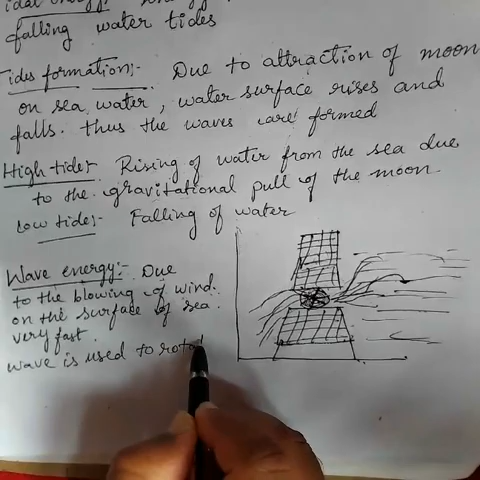 falling water tides
Tides formation:- Due to attraction of moon
on sea water, water surface rises and
falls. thus the waves are formed
High tide:- Rising of water from the sea due
to the gravitational pull of the moon.
Low tide:- Falling of water
Wave energy:- Due
to the blowing of wind
on the surface of sea
very fast.
wave is used to rota